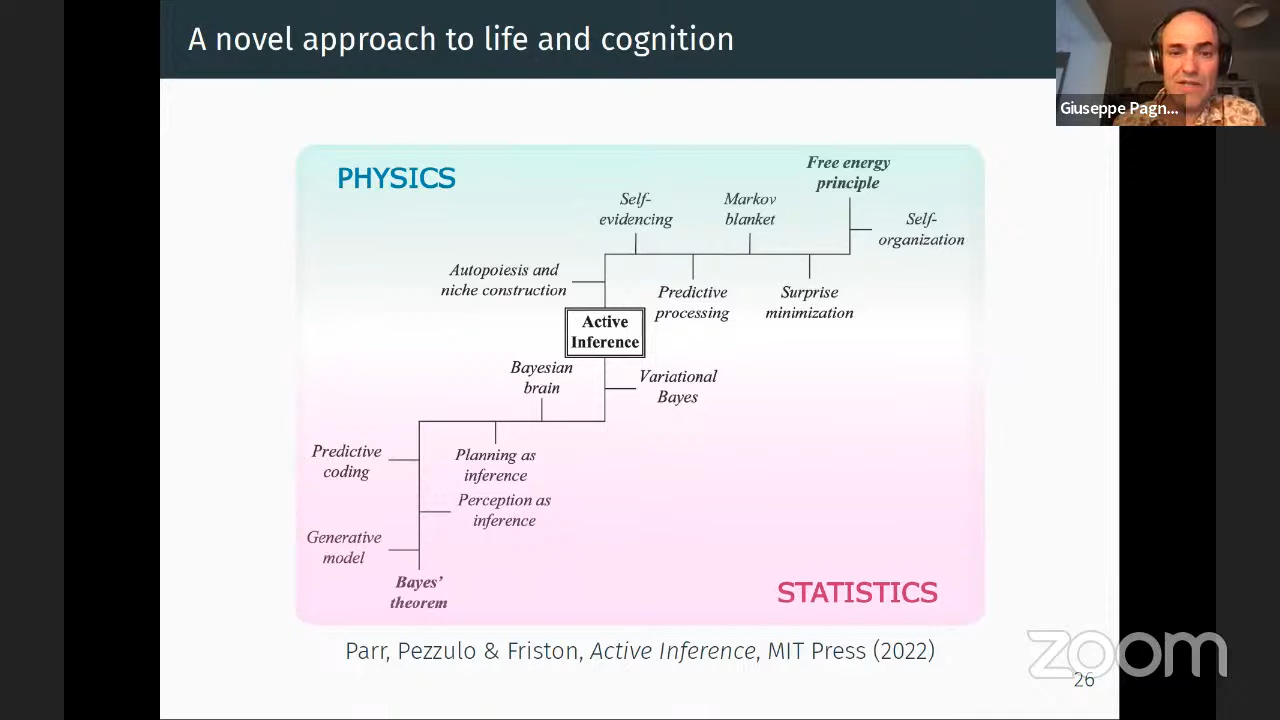 A novel approach to life and cognition
Giuseppe Pagn...
PHYSICS
Free energy
principle
Self-
evidencing
Markov
blanket
Self-
organization
Autopoiesis and
niche construction
Predictive
processing
Surprise
minimization
Active
Inference
Bayesian
brain
Variational
Bayes
Predictive
coding
Planning as
inference
Perception as
inference
Generative
model
Bayes’
theorem
STATISTICS
Parr, Pezzulo & Friston, Active Inference, MIT Press (2022)
zoom
26